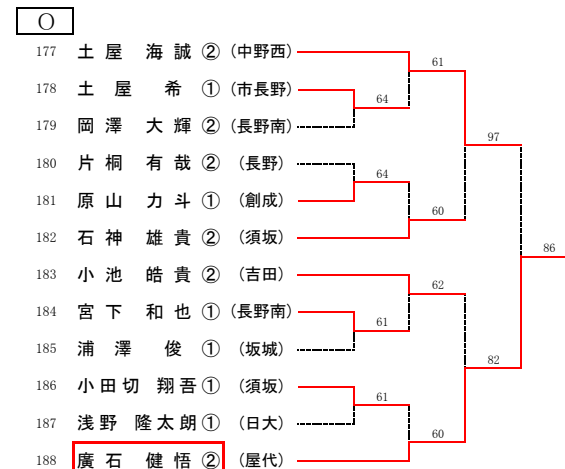 O
177 土屋 海誠 ② (中野西)
61
178 土屋 希 ① (市長野)
64
179 岡澤 大輝 ② (長野南)
97
180 片桐 有哉 ② (長野)
64
181 原山 力斗 ① (創成)
60
182 石神 雄貴 ② (須坂)
86
183 小池 皓貴 ② (吉田)
62
184 宮下 和也 ① (長野南)
61
185 浦澤 俊 ① (坂城)
82
186 小田切 翔吾 ① (須坂)
61
187 浅野 隆太朗 ① (日大)
60
188 廣石 健悟 ② (屋代)